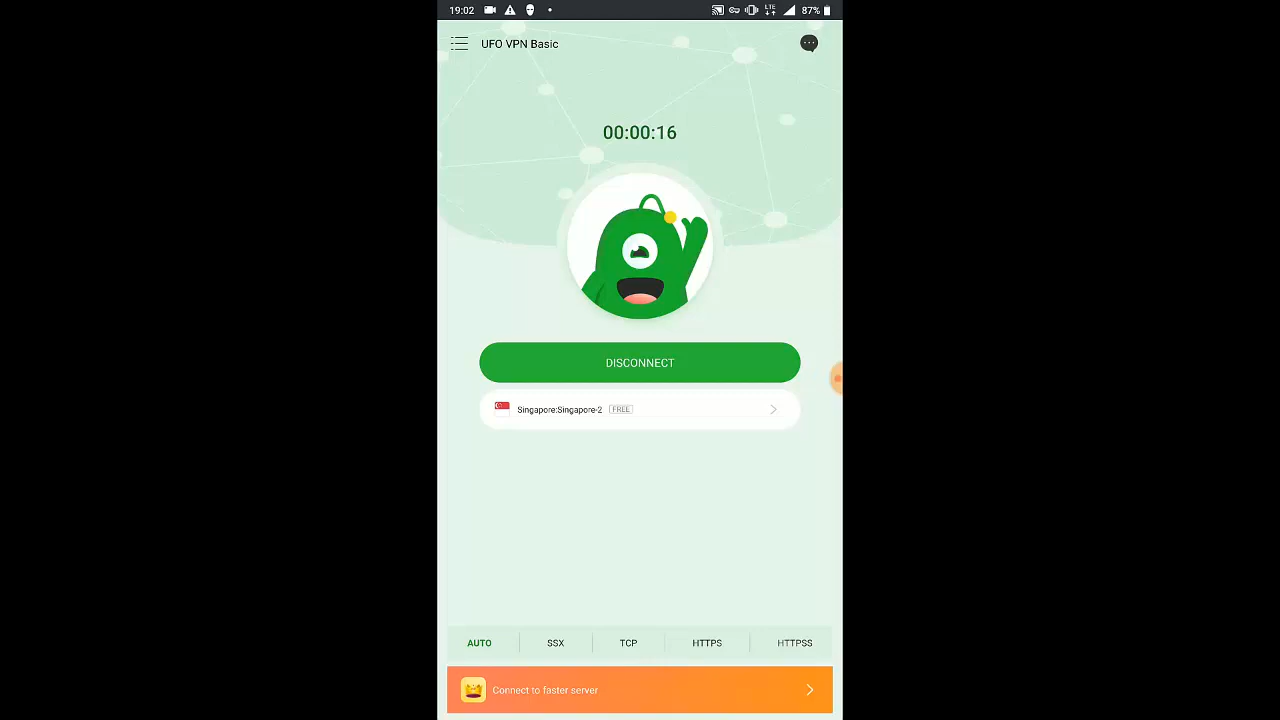 19:02 LTE 87%
UFO VPN Basic
00:00:16
DISCONNECT
Singapore:Singapore-2 FREE
AUTO SSX TCP HTTPS HTTPSS
Connect to faster server